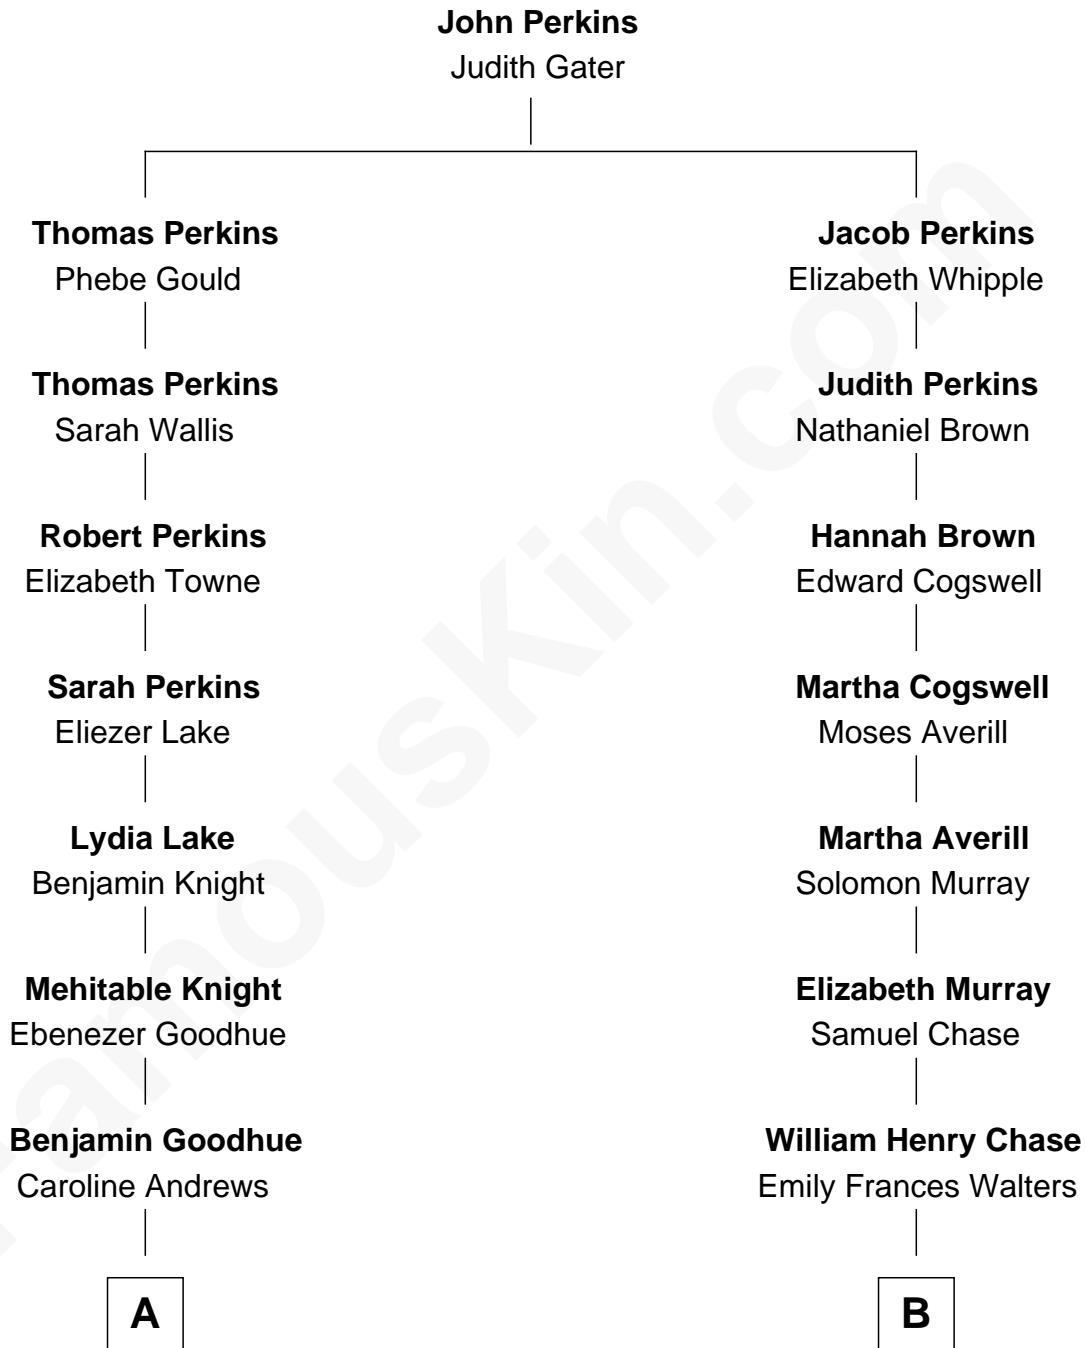 John Perkins
Judith Gater
Thomas Perkins
Phebe Gould
Thomas Perkins
Sarah Wallis
Robert Perkins
Elizabeth Towne
Sarah Perkins
Eliezer Lake
Lydia Lake
Benjamin Knight
Mehitable Knight
Ebenezer Goodhue
Benjamin Goodhue
Caroline Andrews
A
Jacob Perkins
Elizabeth Whipple
Judith Perkins
Nathaniel Brown
Hannah Brown
Edward Cogswell
Martha Cogswell
Moses Averill
Martha Averill
Solomon Murray
Elizabeth Murray
Samuel Chase
William Henry Chase
Emily Frances Walters
B
FamousKin.com